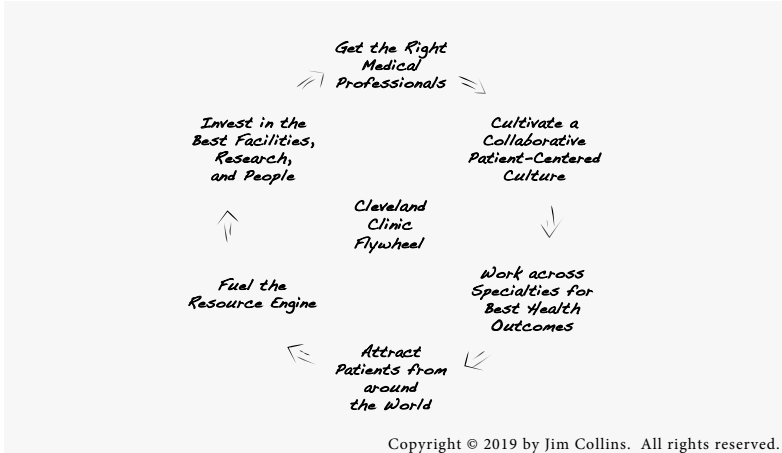 Get the Right
Medical
Professionals
Cultivate a
Collaborative
Patient-Centered
Culture
Work across
Specialties for
Best Health
Outcomes
Attract
Patients from
around
the World
Fuel the
Resource Engine
Invest in the
Best Facilities,
Research,
and People
Cleveland
Clinic
Flywheel
Copyright © 2019 by Jim Collins. All rights reserved.